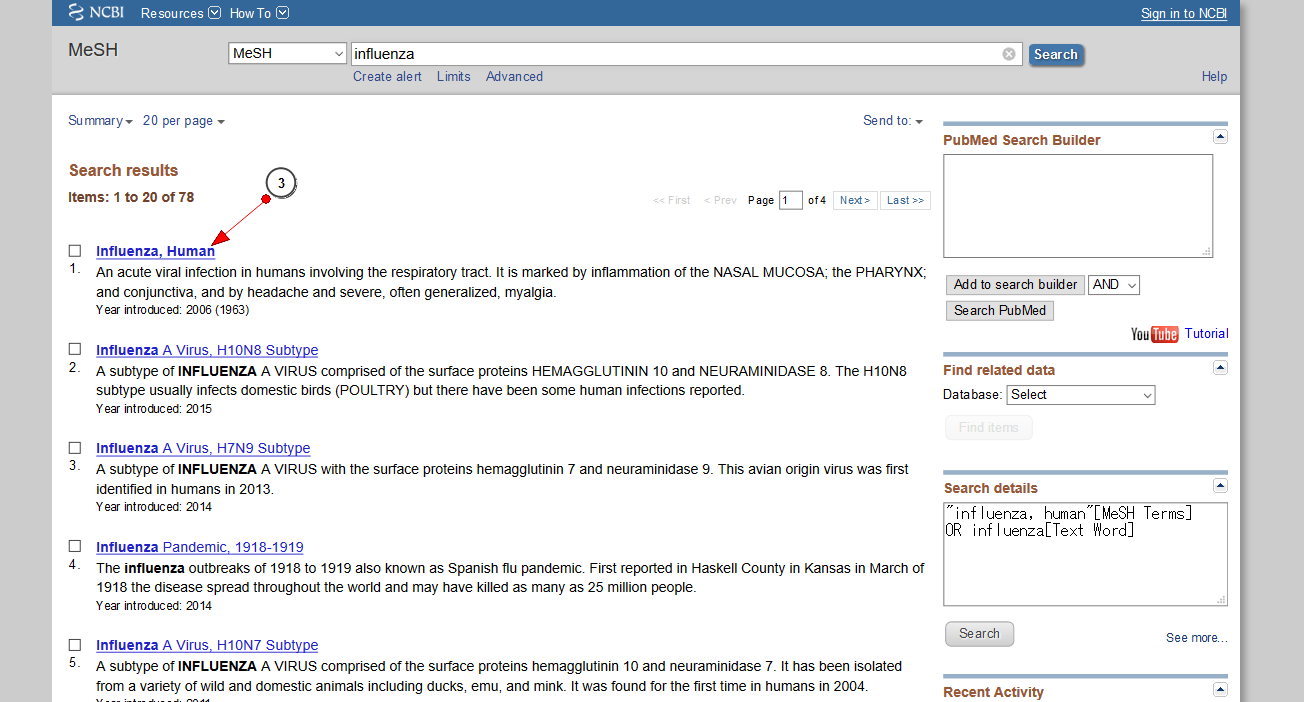 NCBI Resources How To Sign in to NCBI
MeSH
MeSH influenza Search
Create alert Limits Advanced Help
Summary 20 per page Send to:
Search results
Items: 1 to 20 of 78
3
<< First < Prev Page 1 of 4 Next > Last >>
Influenza, Human
1. An acute viral infection in humans involving the respiratory tract. It is marked by inflammation of the NASAL MUCOSA; the PHARYNX;
and conjunctiva, and by headache and severe, often generalized, myalgia.
Year introduced: 2006 (1963)
Influenza A Virus, H10N8 Subtype
2. A subtype of INFLUENZA A VIRUS comprised of the surface proteins HEMAGGLUTININ 10 and NEURAMINIDASE 8. The H10N8
subtype usually infects domestic birds (POULTRY) but there have been some human infections reported.
Year introduced: 2015
Influenza A Virus, H7N9 Subtype
3. A subtype of INFLUENZA A VIRUS with the surface proteins hemagglutinin 7 and neuraminidase 9. This avian origin virus was first
identified in humans in 2013.
Year introduced: 2014
Influenza Pandemic, 1918-1919
4. The influenza outbreaks of 1918 to 1919 also known as Spanish flu pandemic. First reported in Haskell County in Kansas in March of
1918 the disease spread throughout the world and may have killed as many as 25 million people.
Year introduced: 2014
Influenza A Virus, H10N7 Subtype
5. A subtype of INFLUENZA A VIRUS comprised of the surface proteins hemagglutinin 10 and neuraminidase 7. It has been isolated
from a variety of wild and domestic animals including ducks, emu, and mink. It was found for the first time in humans in 2004.
Year introduced: 2011
PubMed Search Builder
Add to search builder AND
Search PubMed
YouTube Tutorial
Find related data
Database: Select
Find items
Search details
"influenza, human"[MeSH Terms]
OR influenza[Text Word]
Search See more...
Recent Activity